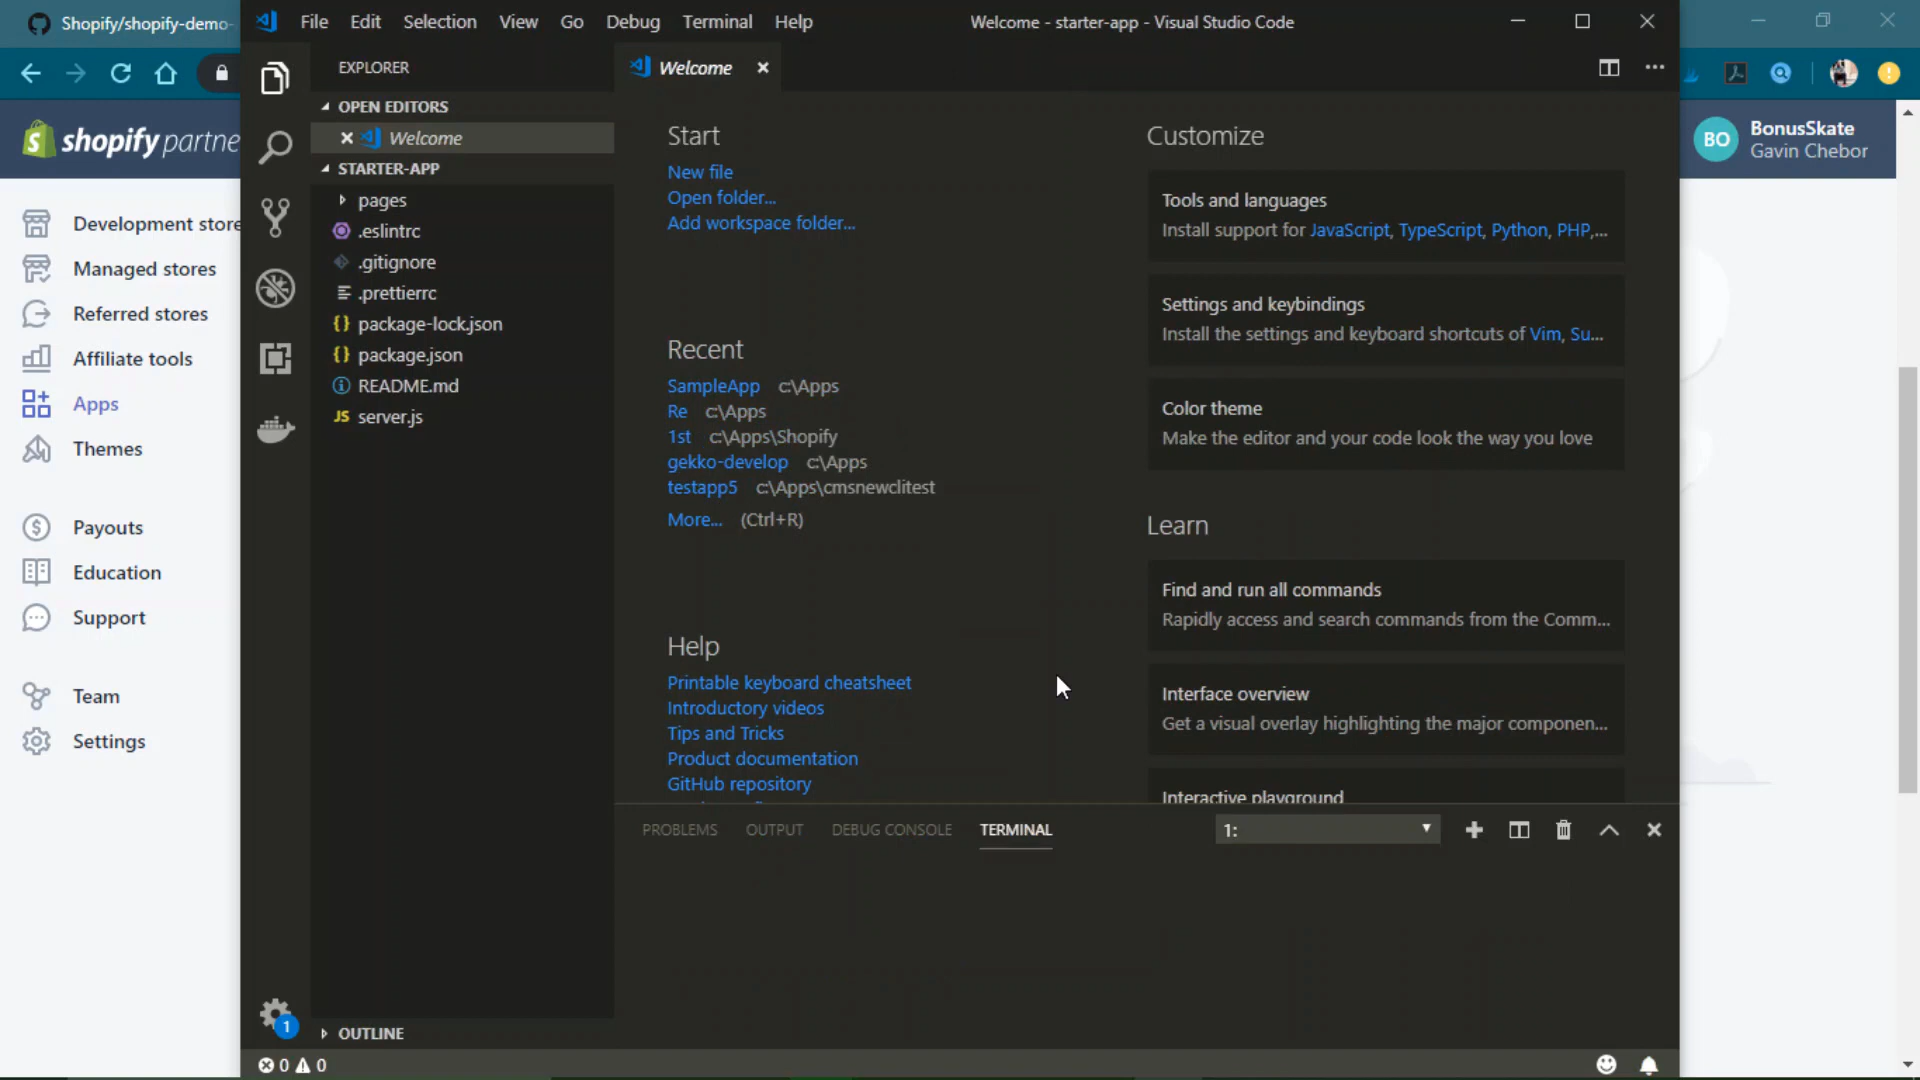 Shopify/shopify-demo-
File Edit Selection View Go Debug Terminal Help
Welcome - starter-app - Visual Studio Code
EXPLORER
Welcome
OPEN EDITORS
Welcome
STARTER-APP
pages
.eslintrc
.gitignore
.prettierrc
package-lock.json
package.json
README.md
server.js
OUTLINE
1
0 0
Start
New file
Open folder...
Add workspace folder...
Recent
SampleApp c:\Apps
Re c:\Apps
1st c:\Apps\Shopify
gekko-develop c:\Apps
testapp5 c:\Apps\cmsnewclitest
More... (Ctrl+R)
Help
Printable keyboard cheatsheet
Introductory videos
Tips and Tricks
Product documentation
GitHub repository
Customize
Tools and languages
Install support for JavaScript, TypeScript, Python, PHP,...
Settings and keybindings
Install the settings and keyboard shortcuts of Vim, Su...
Color theme
Make the editor and your code look the way you love
Learn
Find and run all commands
Rapidly access and search commands from the Comm...
Interface overview
Get a visual overlay highlighting the major componen...
Interactive playground
PROBLEMS OUTPUT DEBUG CONSOLE TERMINAL 1:
shopify partne
Development store
Managed stores
Referred stores
Affiliate tools
Apps
Themes
Payouts
Education
Support
Team
Settings
BO
BonusSkate
Gavin Chebor